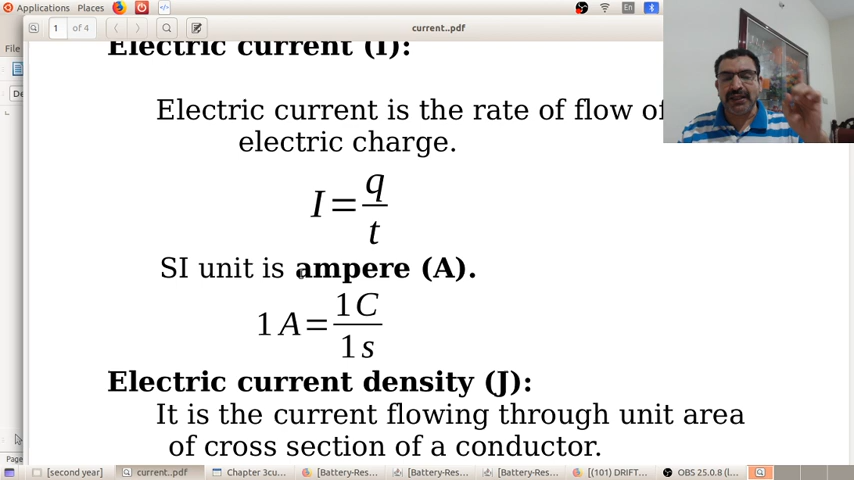 Applications Places
En
1 of 4
current..pdf
File
De
Electric current (I):
Electric current is the rate of flow of
electric charge.
I = q/t
SI unit is ampere (A).
1 A = 1 C/1 s
Electric current density (J):
It is the current flowing through unit area
of cross section of a conductor.
Page
[second year] current..pdf Chapter 3cu... [Battery-Res... [Battery-Res... [Battery-Res... [(101) DRIFT... OBS 25.0.8 (l...